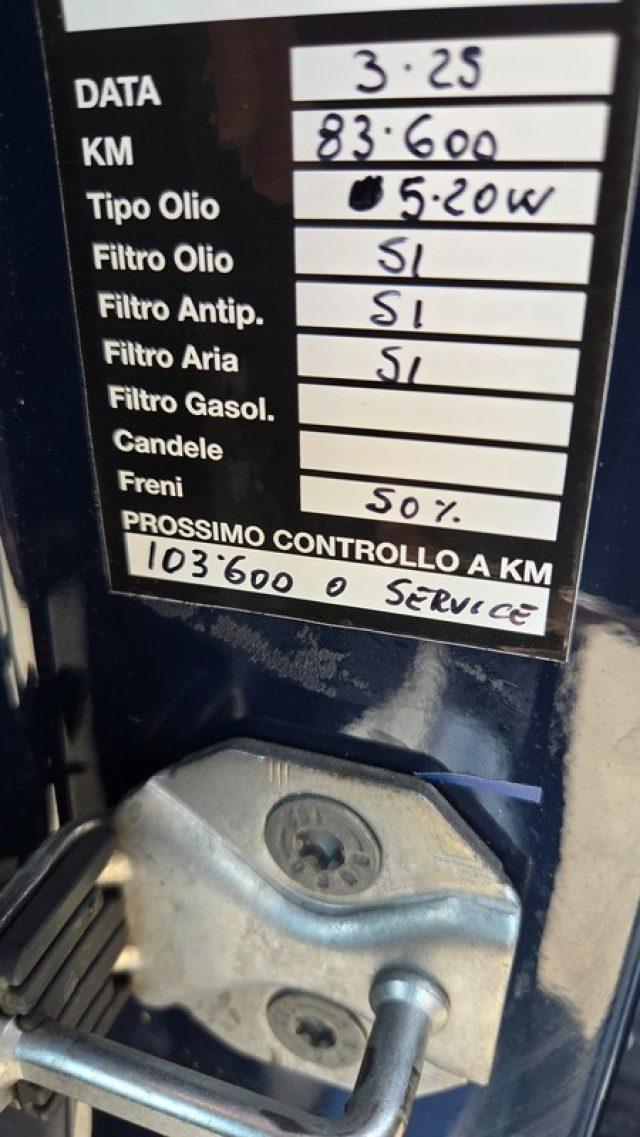 DATA 3.25
KM 83.600
Tipo Olio 5.20W
Filtro Olio SI
Filtro Antip. SI
Filtro Aria SI
Filtro Gasol.
Candele
Freni 50%
PROSSIMO CONTROLLO A KM
103.600 O SERVICE